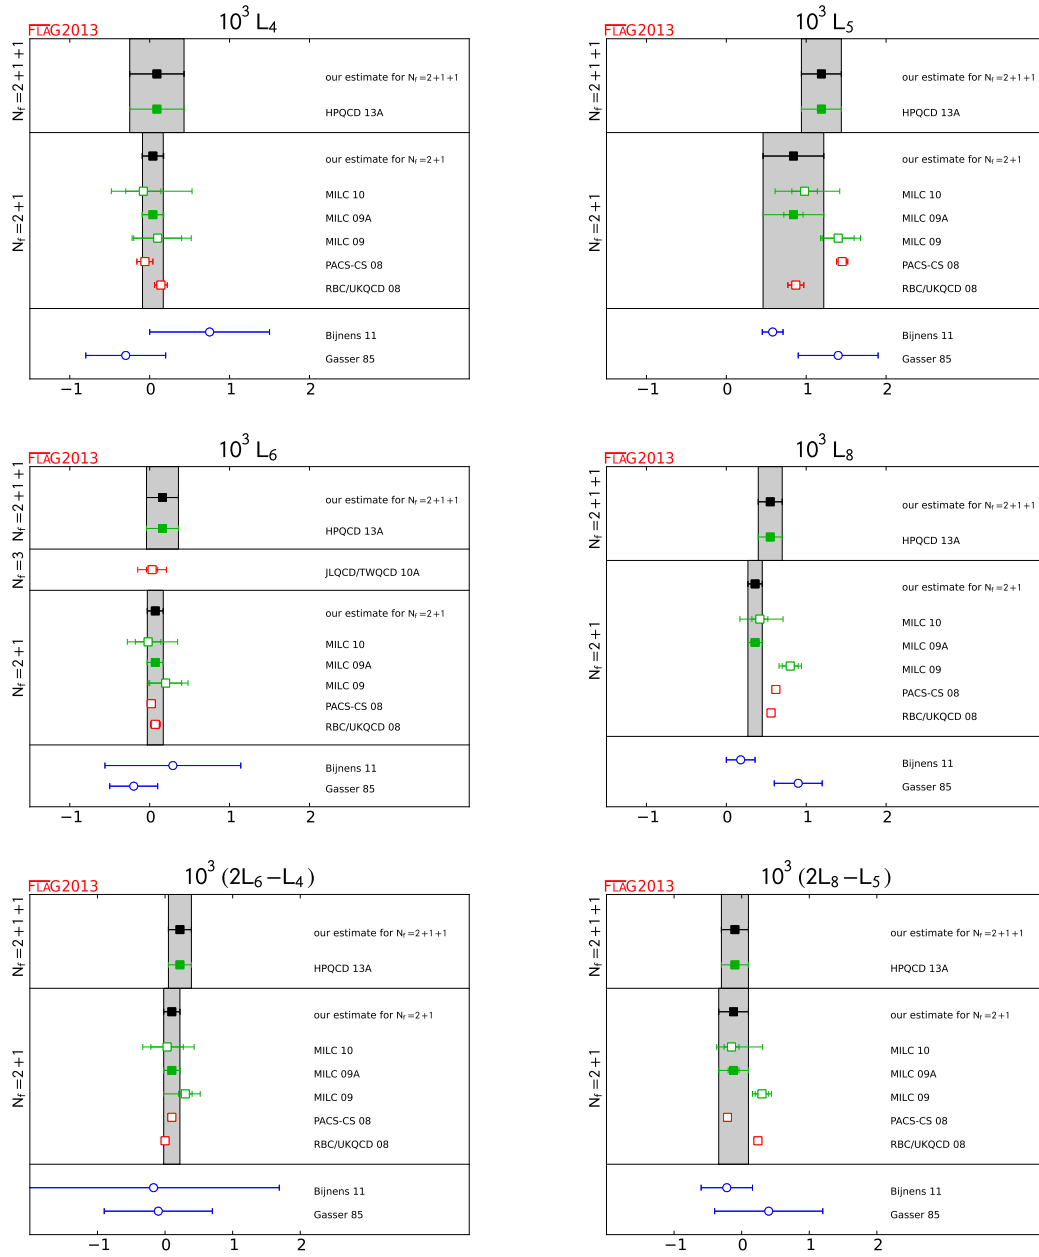 FLAG2013
10³ L₄
N_f=2+1+1
our estimate for N_f=2+1+1
HPQCD 13A
N_f=2+1
our estimate for N_f=2+1
MILC 10
MILC 09A
MILC 09
PACS-CS 08
RBC/UKQCD 08
Bijnens 11
Gasser 85
−1 0 1 2
FLAG2013
10³ L₅
N_f=2+1+1
our estimate for N_f=2+1+1
HPQCD 13A
N_f=2+1
our estimate for N_f=2+1
MILC 10
MILC 09A
MILC 09
PACS-CS 08
RBC/UKQCD 08
Bijnens 11
Gasser 85
−1 0 1 2
FLAG2013
10³ L₆
N_f=2+1+1
our estimate for N_f=2+1+1
HPQCD 13A
N_f=3
JLQCD/TWQCD 10A
N_f=2+1
our estimate for N_f=2+1
MILC 10
MILC 09A
MILC 09
PACS-CS 08
RBC/UKQCD 08
Bijnens 11
Gasser 85
−1 0 1 2
FLAG2013
10³ L₈
N_f=2+1+1
our estimate for N_f=2+1+1
HPQCD 13A
N_f=2+1
our estimate for N_f=2+1
MILC 10
MILC 09A
MILC 09
PACS-CS 08
RBC/UKQCD 08
Bijnens 11
Gasser 85
−1 0 1 2
FLAG2013
10³ (2L₆−L₄)
N_f=2+1+1
our estimate for N_f=2+1+1
HPQCD 13A
N_f=2+1
our estimate for N_f=2+1
MILC 10
MILC 09A
MILC 09
PACS-CS 08
RBC/UKQCD 08
Bijnens 11
Gasser 85
−1 0 1 2
FLAG2013
10³ (2L₈−L₅)
N_f=2+1+1
our estimate for N_f=2+1+1
HPQCD 13A
N_f=2+1
our estimate for N_f=2+1
MILC 10
MILC 09A
MILC 09
PACS-CS 08
RBC/UKQCD 08
Bijnens 11
Gasser 85
−1 0 1 2